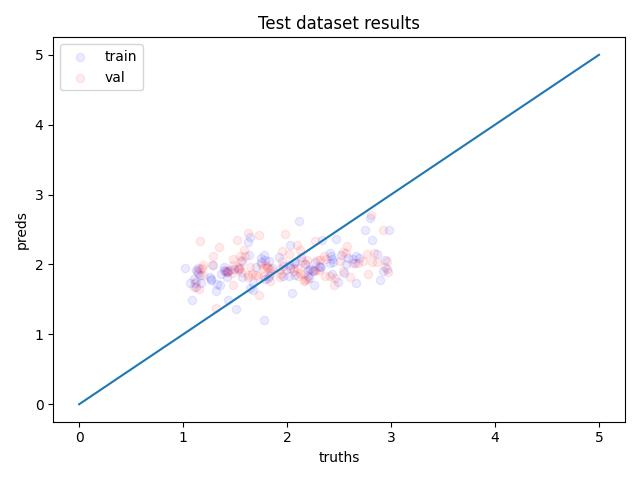 Test dataset results
train
val
5
4
3
2
1
0
preds
0 1 2 3 4 5
truths